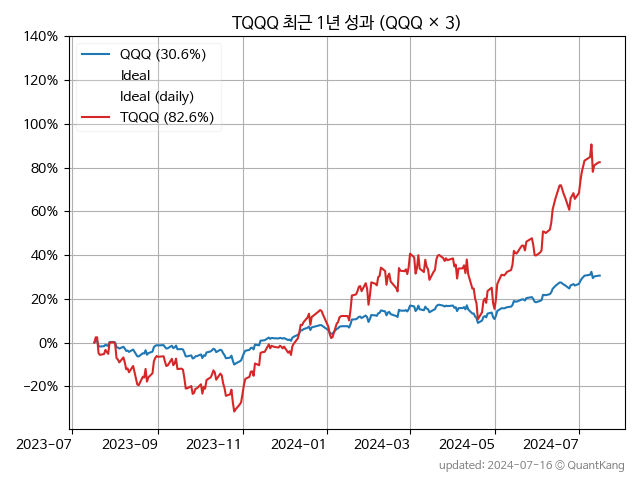 TQQQ 최근 1년 성과 (QQQ × 3)
140%
120%
100%
80%
60%
40%
20%
0%
−20%
QQQ (30.6%)
Ideal
Ideal (daily)
TQQQ (82.6%)
2023−07
2023−09
2023−11
2024−01
2024−03
2024−05
2024−07
updated: 2024−07−16 © QuantKang